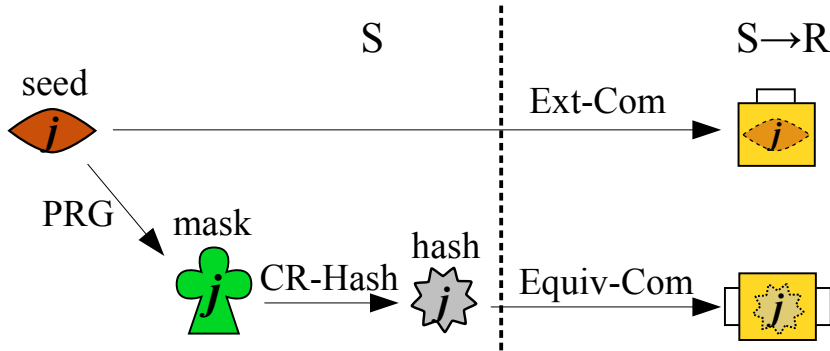 S
S→R
seed
j
Ext-Com
j
PRG
mask
j
CR-Hash
hash
j
Equiv-Com
j